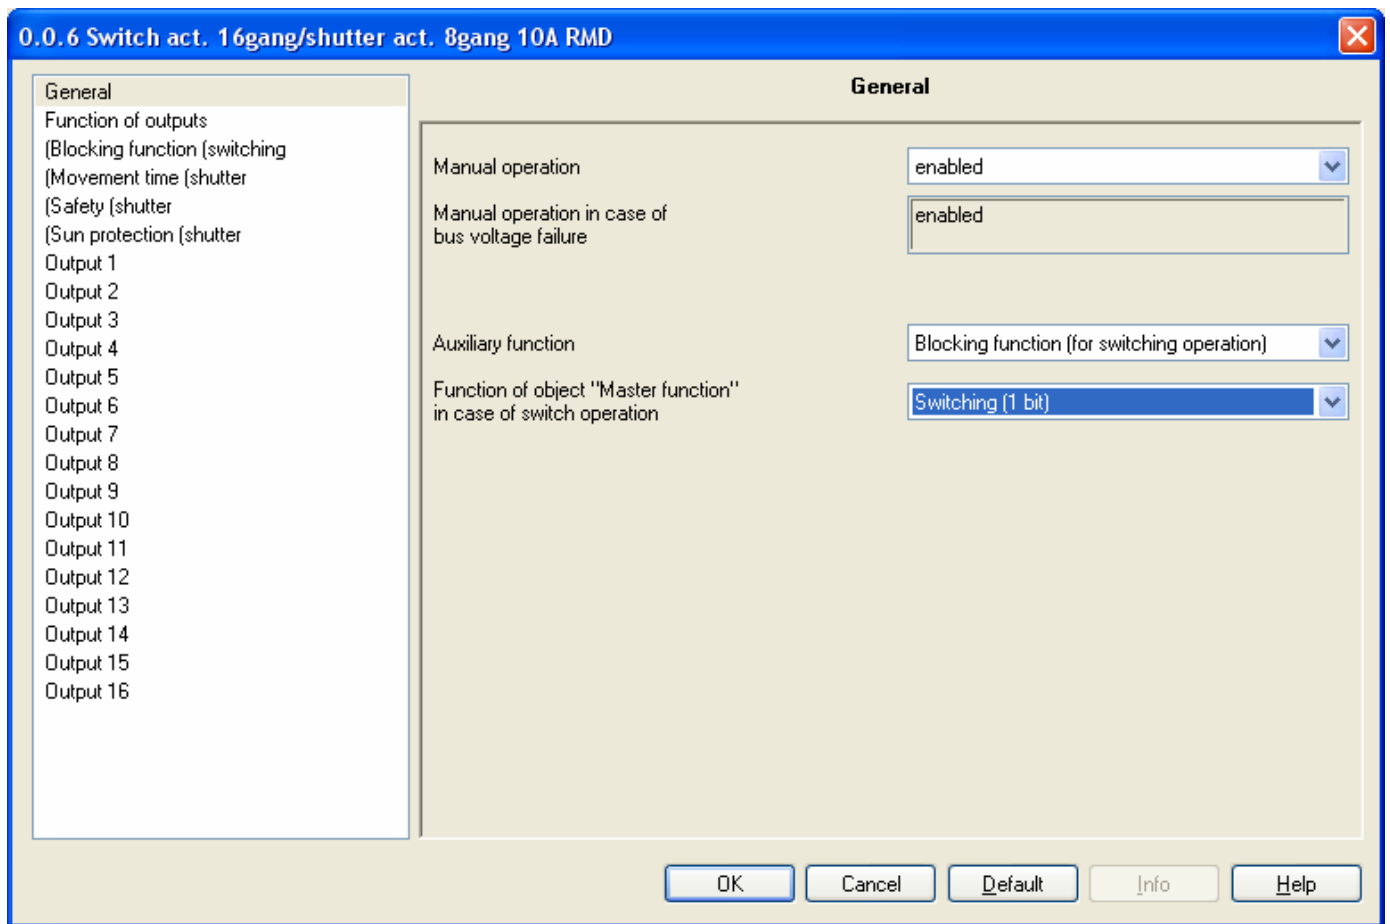 0.0.6 Switch act. 16gang/shutter act. 8gang 10A RMD
General
Function of outputs
(Blocking function (switching
(Movement time (shutter
(Safety (shutter
(Sun protection (shutter
Output 1
Output 2
Output 3
Output 4
Output 5
Output 6
Output 7
Output 8
Output 9
Output 10
Output 11
Output 12
Output 13
Output 14
Output 15
Output 16
General
Manual operation
enabled
Manual operation in case of
bus voltage failure
enabled
Auxiliary function
Blocking function (for switching operation)
Function of object "Master function"
in case of switch operation
Switching (1 bit)
OK
Cancel
Default
Info
Help